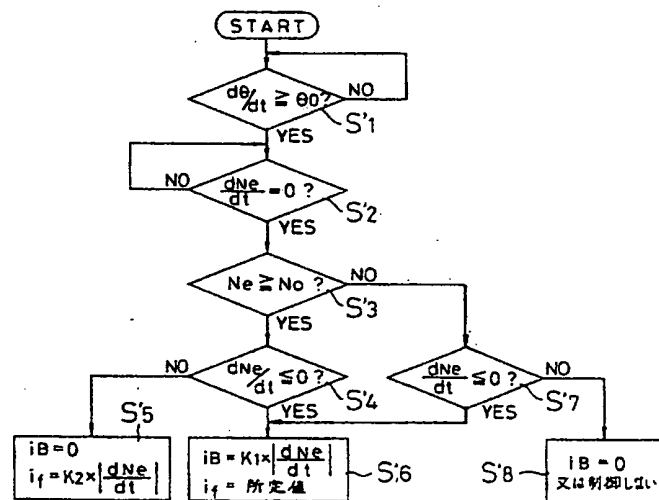 START
dθ/dt ≧ θ0?
NO
S'1
YES
NO
dNe/dt = 0 ?
S'2
YES
Ne ≧ No ?
NO
S'3
YES
NO
dNe/dt ≦ 0 ?
S'4
YES
dNe/dt ≦ 0 ?
NO
S'7
YES
S'5
iB = 0
if = K2×|dNe/dt|
iB = K1×|dNe/dt|
if = 所定値
S'6
S'8
iB = 0
又は制御しない